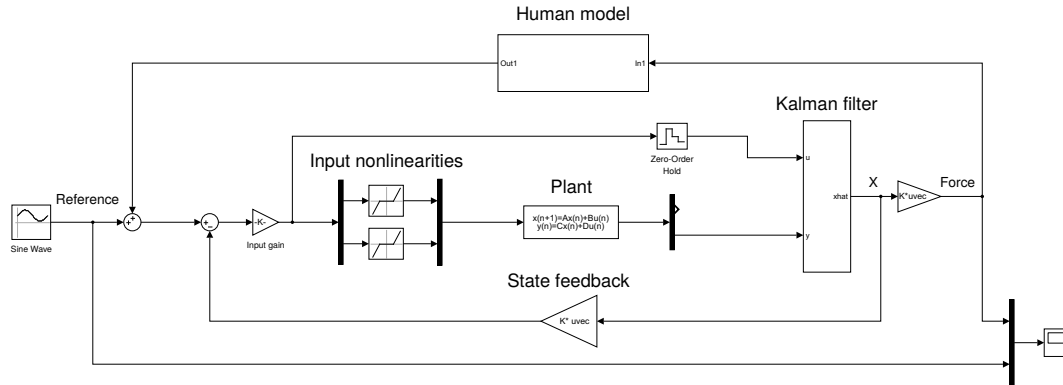 Human model
Out1
In1
Kalman filter
Input nonlinearities
Zero-Order
Hold
u
Reference
Plant
X
Force
Sine Wave
+
+
+
−
-K-
Input gain
x(n+1)=Ax(n)+Bu(n)
y(n)=Cx(n)+Du(n)
xhat
K*uvec
y
State feedback
K* uvec